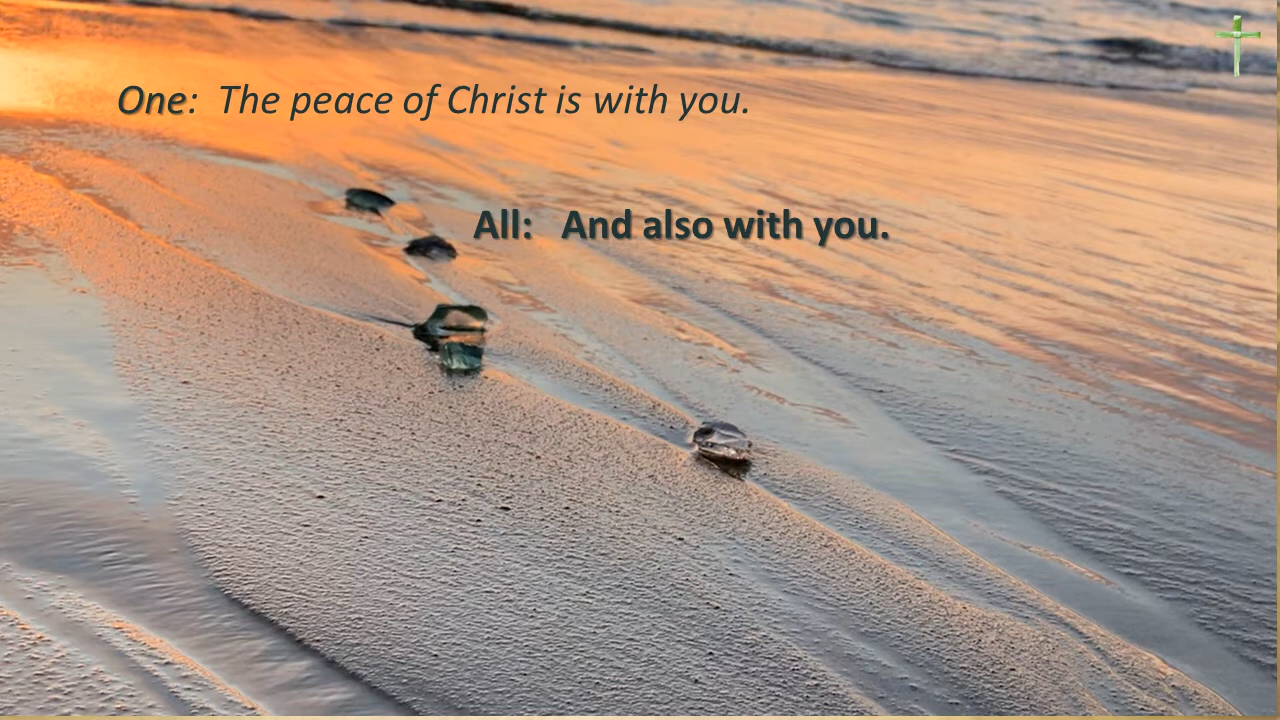 One:  The peace of Christ is with you.
All:   And also with you.